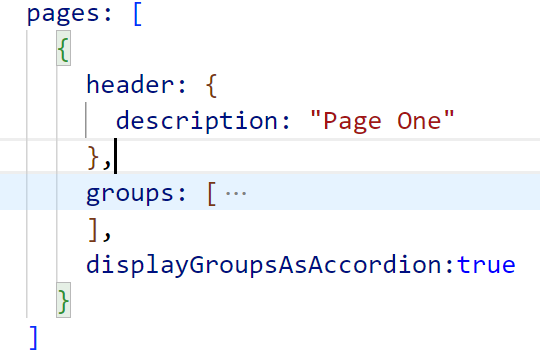 pages: [
{
header: {
description: "Page One"
},
groups: [ ···
],
displayGroupsAsAccordion:true
}
]